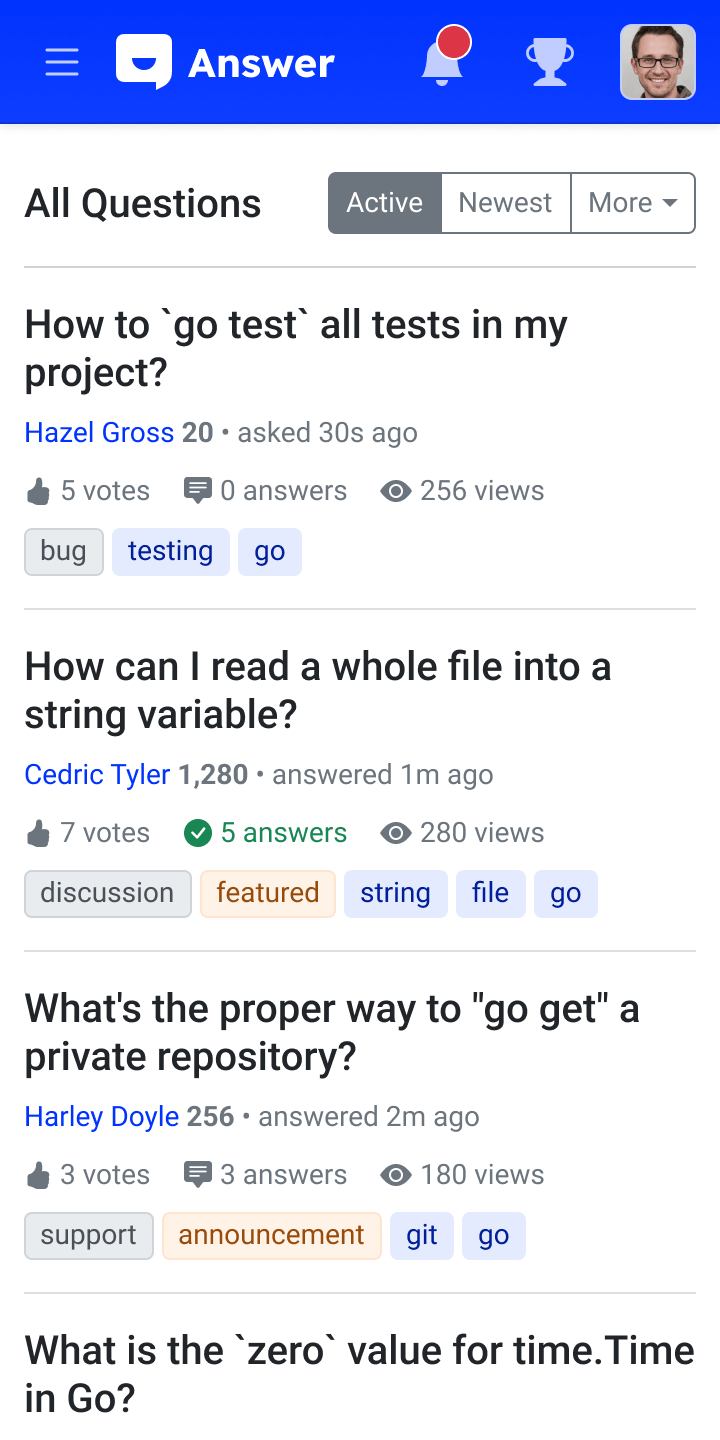 Answer
All Questions
Active Newest More
How to `go test` all tests in my
project?
Hazel Gross 20 • asked 30s ago
5 votes 0 answers 256 views
bug testing go
How can I read a whole file into a
string variable?
Cedric Tyler 1,280 • answered 1m ago
7 votes 5 answers 280 views
discussion featured string file go
What's the proper way to "go get" a
private repository?
Harley Doyle 256 • answered 2m ago
3 votes 3 answers 180 views
support announcement git go
What is the `zero` value for time.Time
in Go?